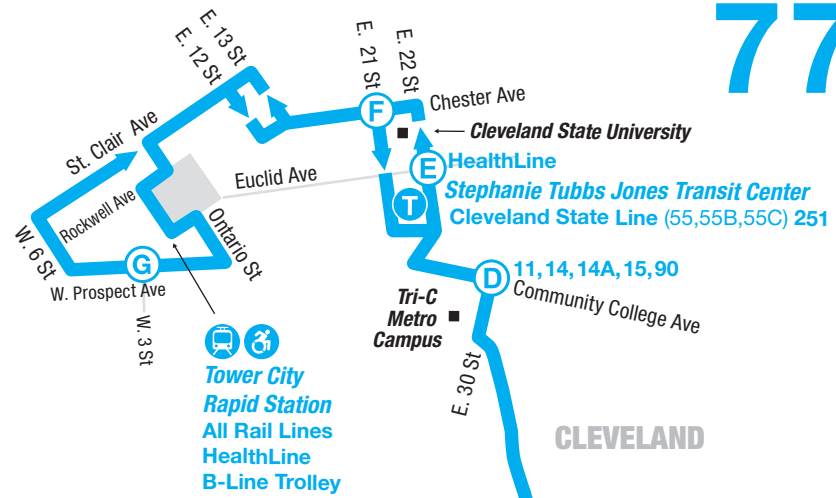 77
E. 13 St
E. 12 St
E. 21 St
E. 22 St
F
Chester Ave
Cleveland State University
St. Clair Ave
Euclid Ave
E
HealthLine
Stephanie Tubbs Jones Transit Center
Cleveland State Line (55,55B,55C) 251
T
Rockwell Ave
Ontario St
W. 6 St
G
W. Prospect Ave
W. 3 St
D
11,14,14A,15,90
Community College Ave
Tri-C
Metro
Campus
E. 30 St
Tower City
Rapid Station
All Rail Lines
HealthLine
B-Line Trolley
CLEVELAND